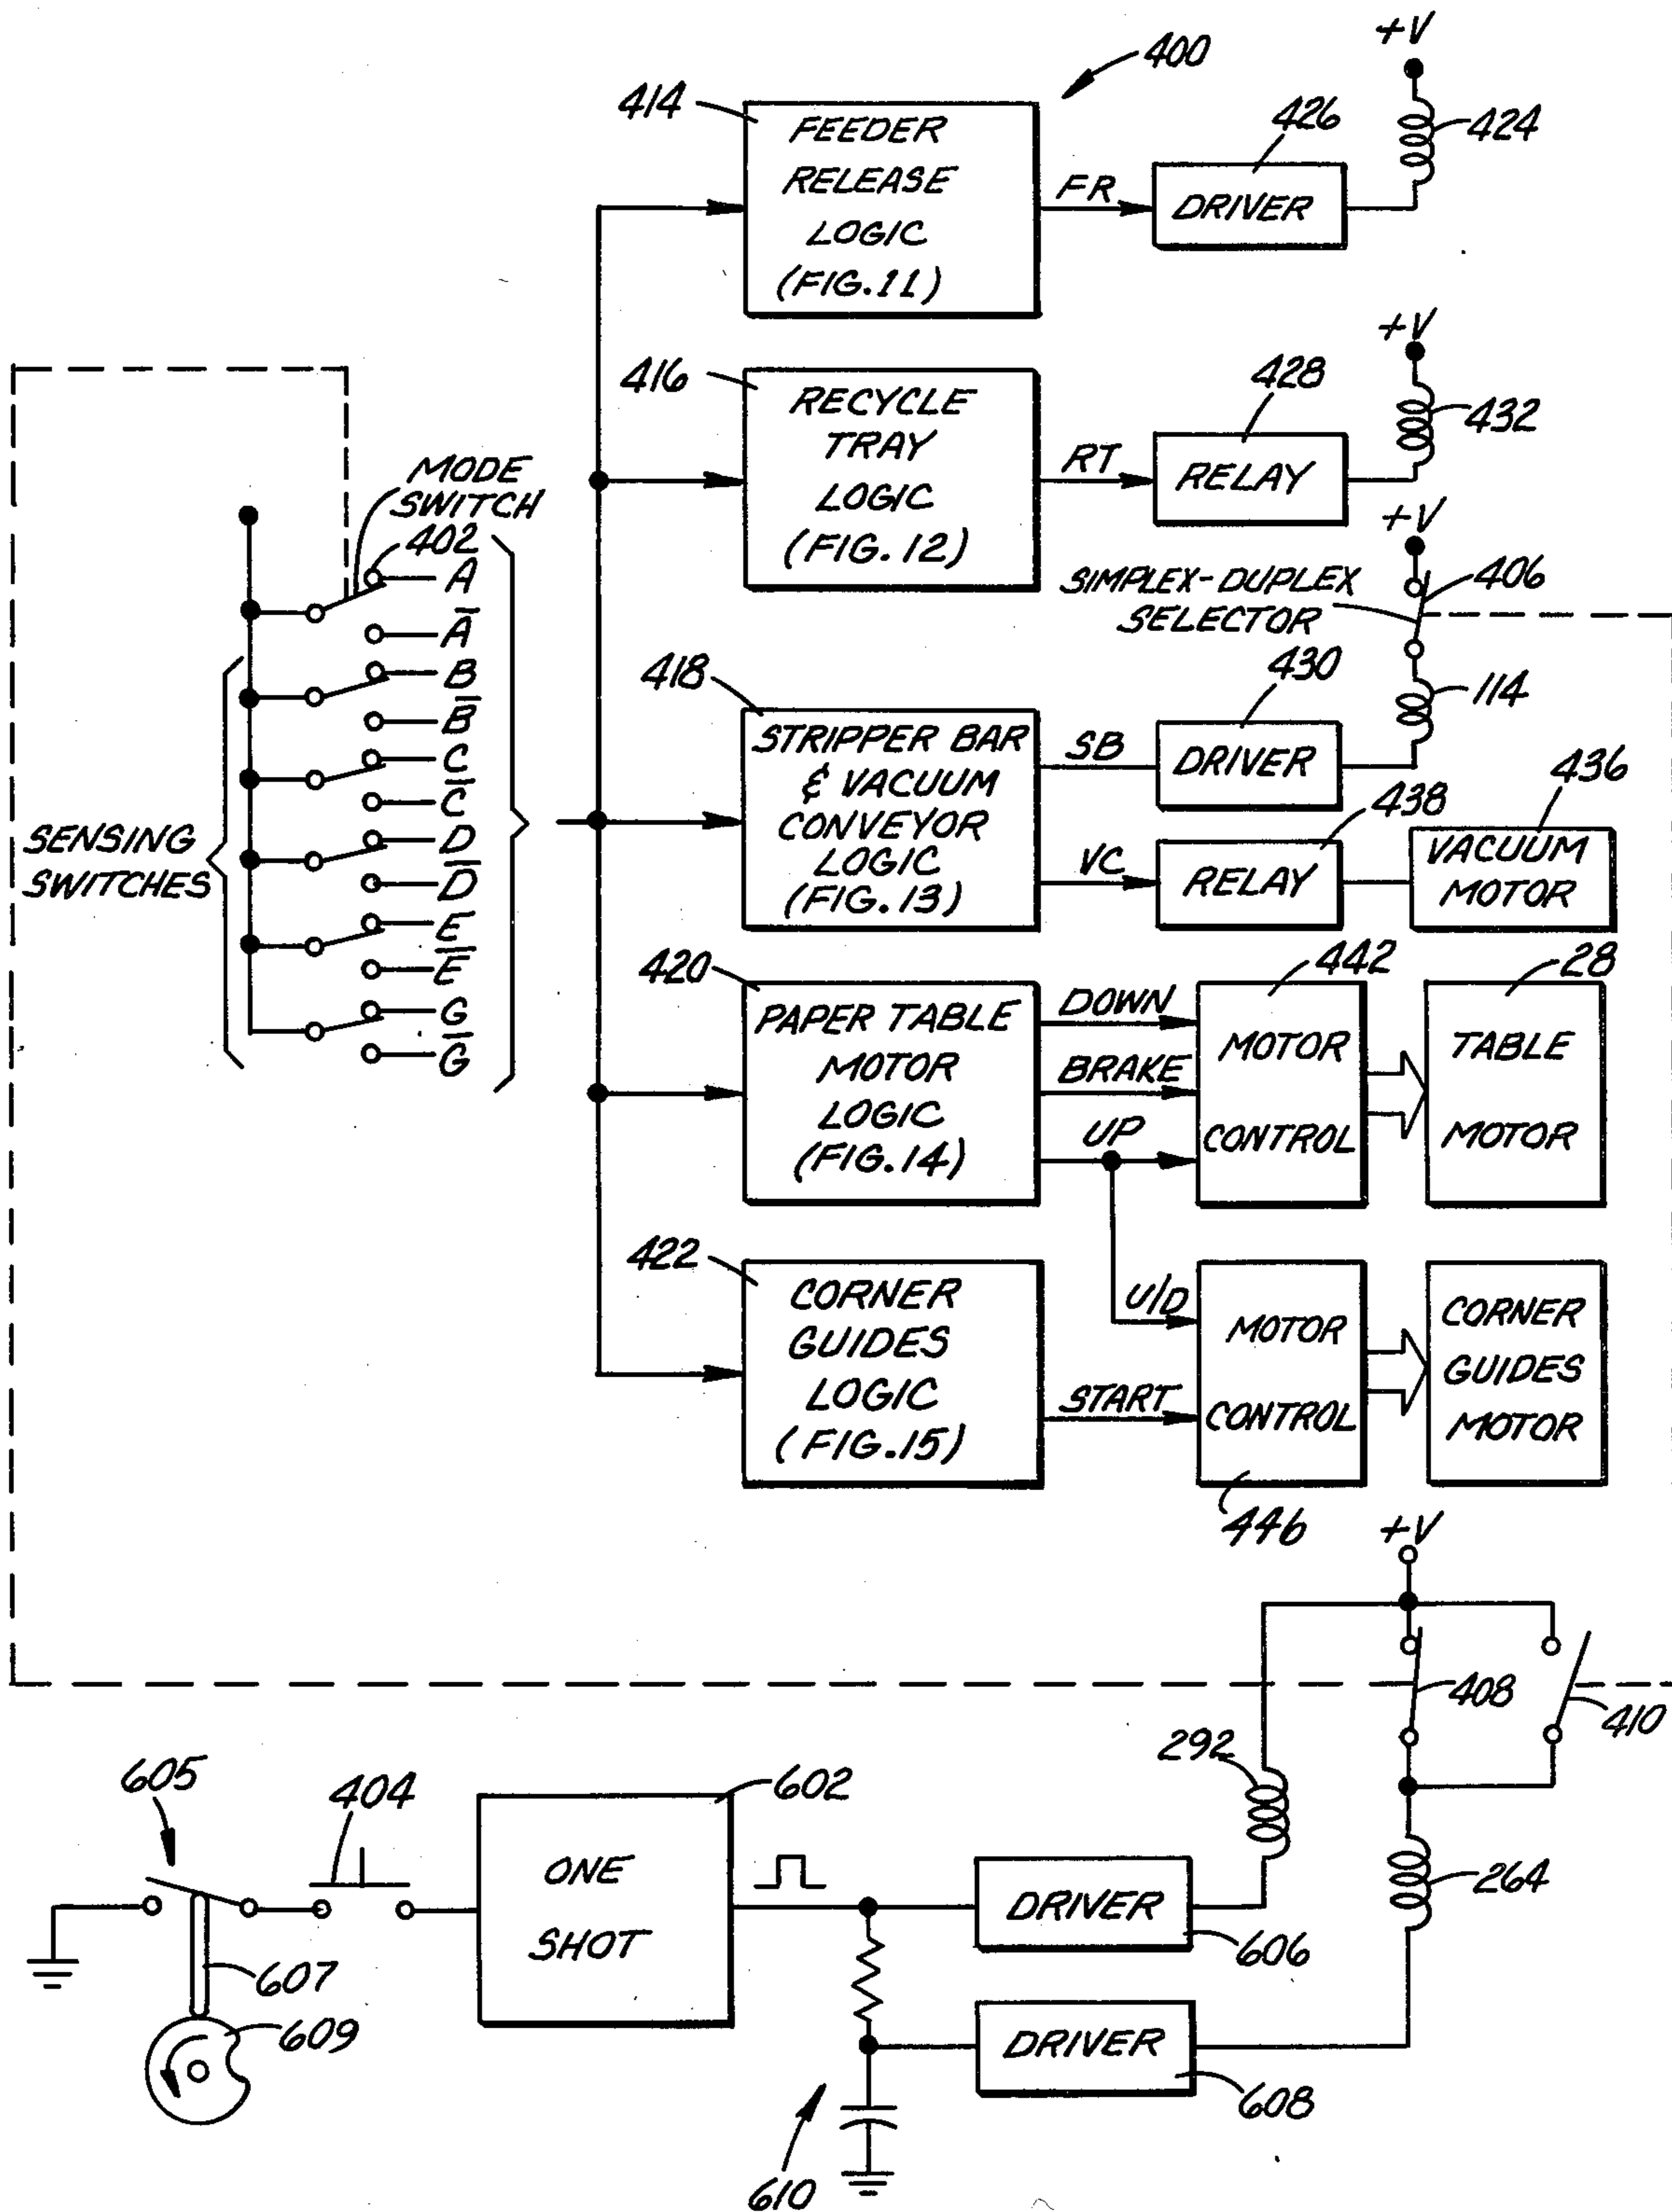 400
+V
414
FEEDER
RELEASE
LOGIC
(FIG.11)
FR
426
DRIVER
424
416
RECYCLE
TRAY
LOGIC
(FIG. 12)
RT
428
RELAY
+V
432
MODE
SWITCH
402
A
A̅
B
B̅
C
C̅
D
D̅
E
E̅
G
G̅
SENSING
SWITCHES
+V
SIMPLEX-DUPLEX
SELECTOR
406
418
STRIPPER BAR
& VACUUM
CONVEYOR
LOGIC
(FIG.13)
SB
430
DRIVER
114
VC
438
RELAY
436
VACUUM
MOTOR
420
PAPER TABLE
MOTOR
LOGIC
(FIG.14)
DOWN
BRAKE
UP
442
MOTOR
CONTROL
28
TABLE
MOTOR
422
CORNER
GUIDES
LOGIC
(FIG.15)
U/D
START
MOTOR
CONTROL
446
CORNER
GUIDES
MOTOR
+V
408
410
292
264
605
404
602
ONE
SHOT
607
609
DRIVER
606
DRIVER
608
610